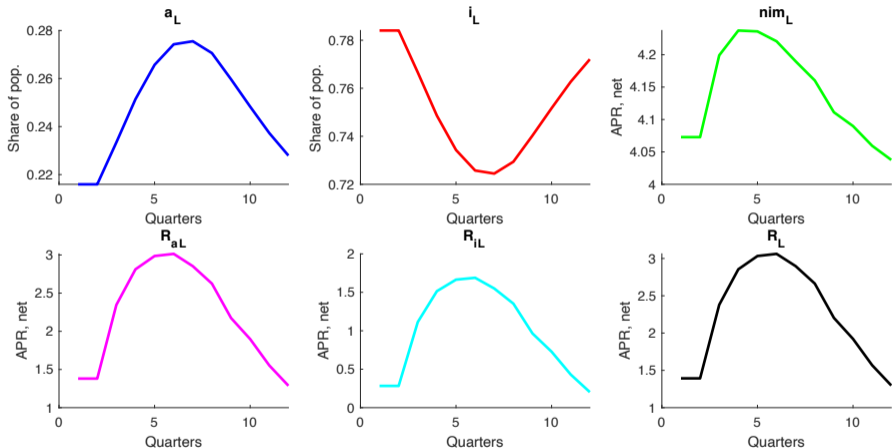 a_L
Share of pop.
0.28
0.26
0.24
0.22
0
5
10
Quarters
i_L
Share of pop.
0.78
0.76
0.74
0.72
0
5
10
Quarters
nim_L
APR, net
4.2
4.15
4.1
4.05
4
0
5
10
Quarters
R_aL
APR, net
3
2.5
2
1.5
1
0
5
10
Quarters
R_iL
APR, net
2
1.5
1
0.5
0
0
5
10
Quarters
R_L
APR, net
3
2.5
2
1.5
1
0
5
10
Quarters